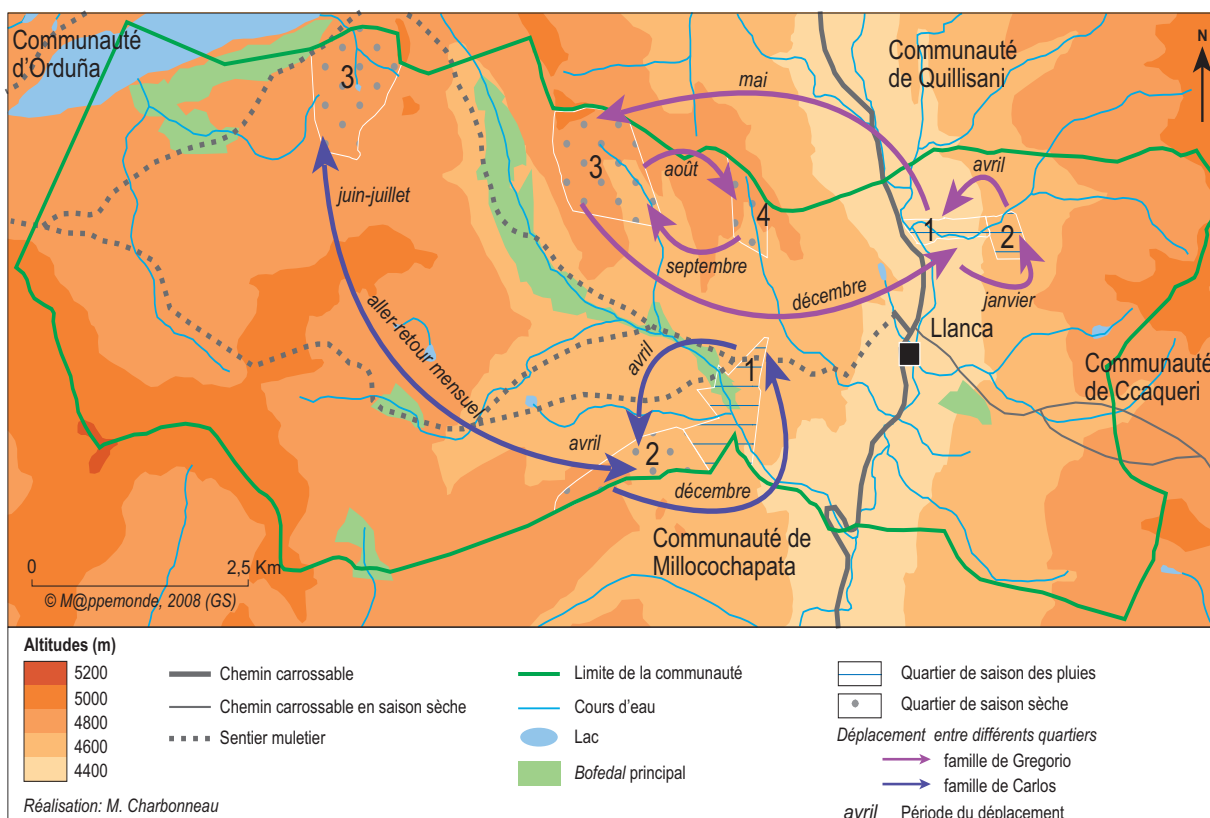 Communauté
d'Orduña
3
mai
Communauté
de Quillisani
N
3
août
4
avril
1
2
juin-juillet
septembre
décembre
janvier
Llanca
aller-retour mensuel
avril
1
Communauté
de Ccaqueri
avril
2
décembre
Communauté de
Millocochapata
0 2,5 Km
© M@ppemonde, 2008 (GS)
Altitudes (m)
5200
5000
4800
4600
4400
Réalisation: M. Charbonneau
Chemin carrossable
Chemin carrossable en saison sèche
Sentier muletier
Limite de la communauté
Cours d'eau
Lac
Bofedal principal
Quartier de saison des pluies
Quartier de saison sèche
Déplacement entre différents quartiers
famille de Gregorio
famille de Carlos
avril Période du déplacement